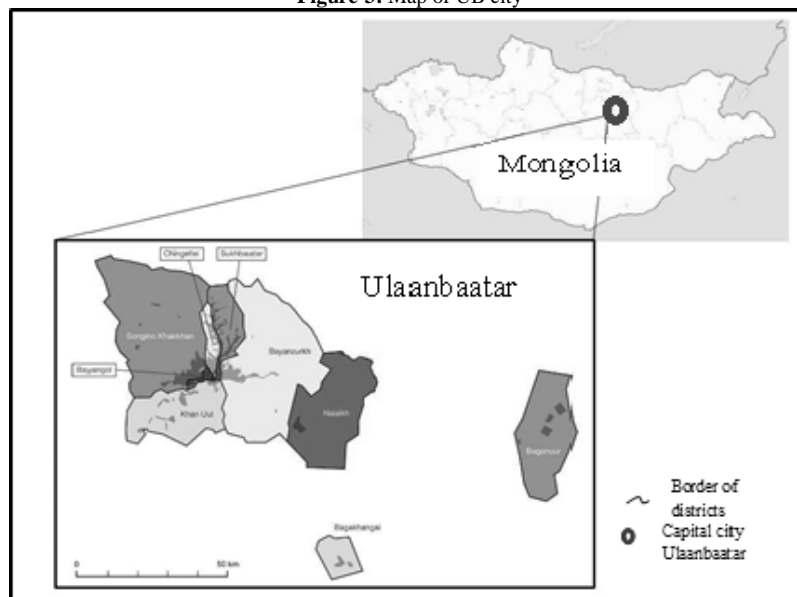 Figure 3. Map of UB city
Mongolia
Ulaanbaatar
Chingeltei
Sukhbaatar
Songino Khairkhan
Bayanzurkh
Bayangol
Khan Uul
Nalaikh
Baganuur
Bagakhangai
0
50 km
Border of
districts
Capital city
Ulaanbaatar